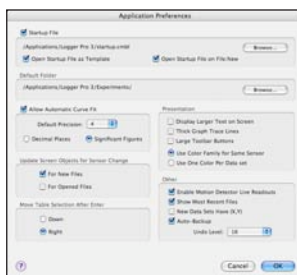 Application Preferences
Startup File
/Applications/Logger Pro 3/startup.cmbl
Browse...
Open Startup File as Template
Open Startup File on File:New
Default Folder
/Applications/Logger Pro 3/Experiments/
Browse...
Allow Automatic Curve Fit
Default Precision: 4
Decimal Places
Significant Figures
Update Screen Objects for Sensor Change
For New Files
For Opened Files
Move Table Selection After Enter
Down
Right
Presentation
Display Larger Text on Screen
Thick Graph Trace Lines
Large Toolbar Buttons
Use Color Family for Same Sensor
Use One Color Per Data set
Other
Enable Motion Detector Live Readouts
Show Most Recent Files
New Data Sets Have (X,Y)
Auto-Backup
Undo Level:
?
Cancel
OK